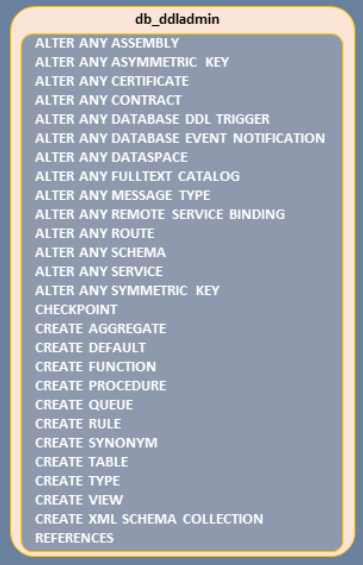 db_ddladmin
ALTER ANY ASSEMBLY
ALTER ANY ASYMMETRIC KEY
ALTER ANY CERTIFICATE
ALTER ANY CONTRACT
ALTER ANY DATABASE DDL TRIGGER
ALTER ANY DATABASE EVENT NOTIFICATION
ALTER ANY DATASPACE
ALTER ANY FULLTEXT CATALOG
ALTER ANY MESSAGE TYPE
ALTER ANY REMOTE SERVICE BINDING
ALTER ANY ROUTE
ALTER ANY SCHEMA
ALTER ANY SERVICE
ALTER ANY SYMMETRIC KEY
CHECKPOINT
CREATE AGGREGATE
CREATE DEFAULT
CREATE FUNCTION
CREATE PROCEDURE
CREATE QUEUE
CREATE RULE
CREATE SYNONYM
CREATE TABLE
CREATE TYPE
CREATE VIEW
CREATE XML SCHEMA COLLECTION
REFERENCES